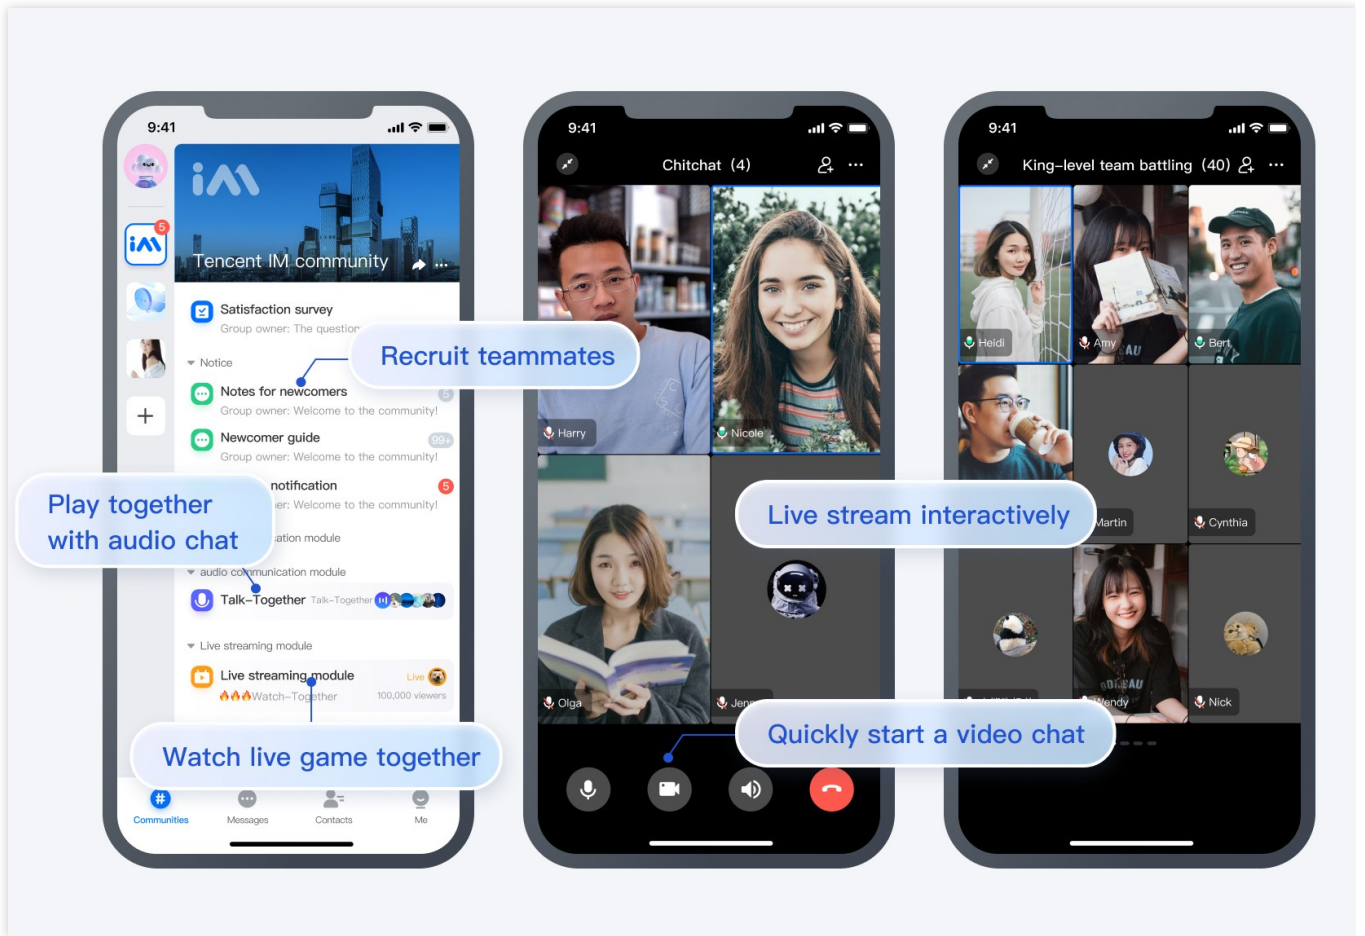 9:41
im
5
im
Tencent IM community
Satisfaction survey
Group owner: The question
Notice
Notes for newcomers
5
Group owner: Welcome to the community!
Newcomer guide
99+
Group owner: Welcome to the community!
notification
5
Welcome to the community!
module
audio communication module
Talk-Together Talk-Together
Live streaming module
Live streaming module
Live
🔥🔥🔥Watch-Together
100,000 viewers
Communities
Messages
Contacts
Me
Recruit teammates
Play together
with audio chat
Watch live game together
9:41
Chitchat (4)
Harry
Nicole
Olga
Live stream interactively
Quickly start a video chat
9:41
King-level team battling (40)
Heidi
Amy
Bert
Martin
Cynthia
Wendy
Nick